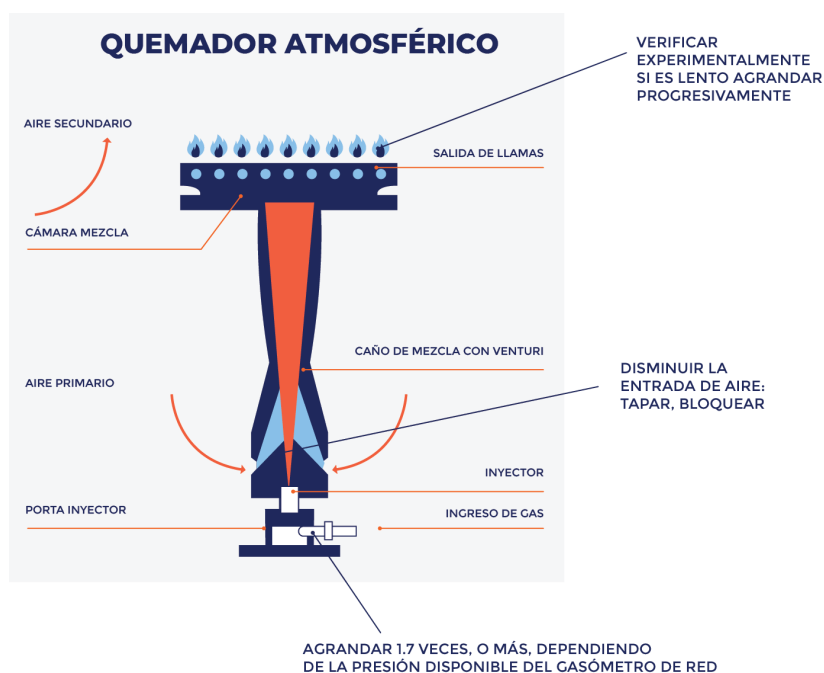 QUEMADOR ATMOSFÉRICO
VERIFICAR
EXPERIMENTALMENTE
SI ES LENTO AGRANDAR
PROGRESIVAMENTE
AIRE SECUNDARIO
SALIDA DE LLAMAS
CÁMARA MEZCLA
CAÑO DE MEZCLA CON VENTURI
AIRE PRIMARIO
DISMINUIR LA
ENTRADA DE AIRE:
TAPAR, BLOQUEAR
INYECTOR
PORTA INYECTOR
INGRESO DE GAS
AGRANDAR 1.7 VECES, O MÁS, DEPENDIENDO
DE LA PRESIÓN DISPONIBLE DEL GASÓMETRO DE RED